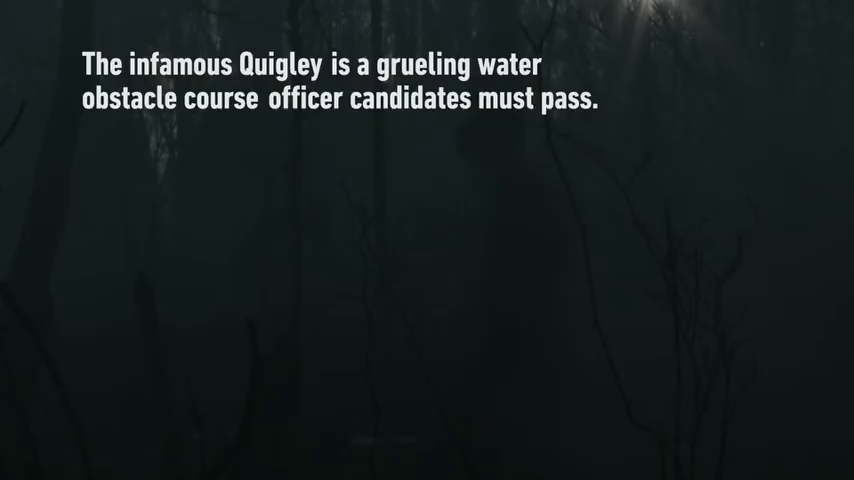 The infamous Quigley is a grueling water
obstacle course officer candidates must pass.